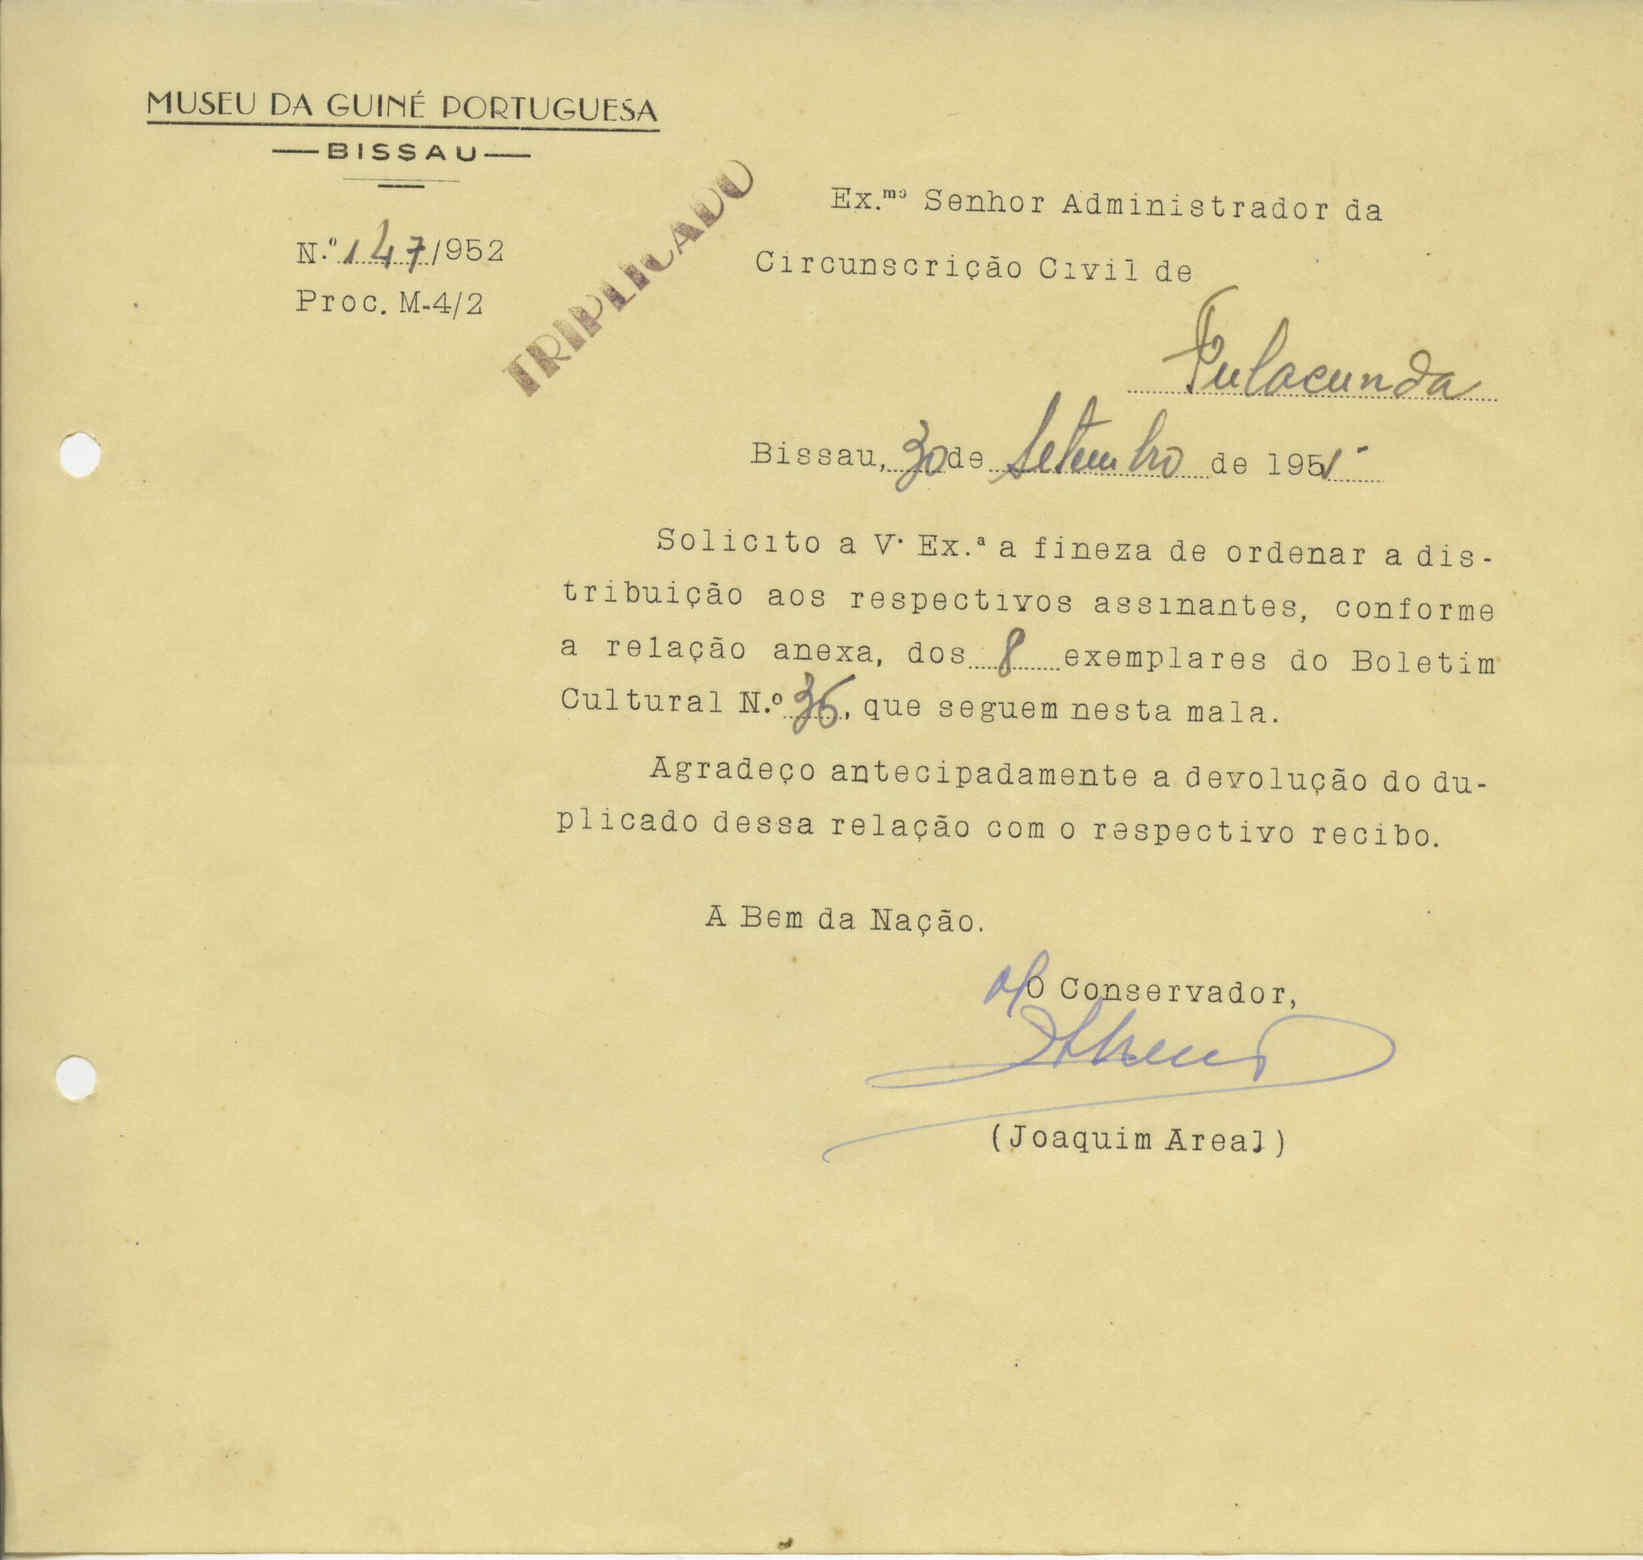 MUSEU DA GUINÉ PORTUGUESA
BISSAU
N.º 147/952
Proc. M-4/2
TRIPLICADO
Ex.mo Senhor Administrador da
Circunscrição Civil de
Fulacunda
Bissau, 30 de Setembro de 195
Solicito a V. Ex.ª a fineza de ordenar a dis-
tribuição aos respectivos assinantes, conforme
a relação anexa, dos 8 exemplares do Boletim
Cultural N.º 36, que seguem nesta mala.
Agradeço antecipadamente a devolução do du-
plicado dessa relação com o respectivo recibo.
A Bem da Nação.
O Conservador,
(Joaquim Areal)